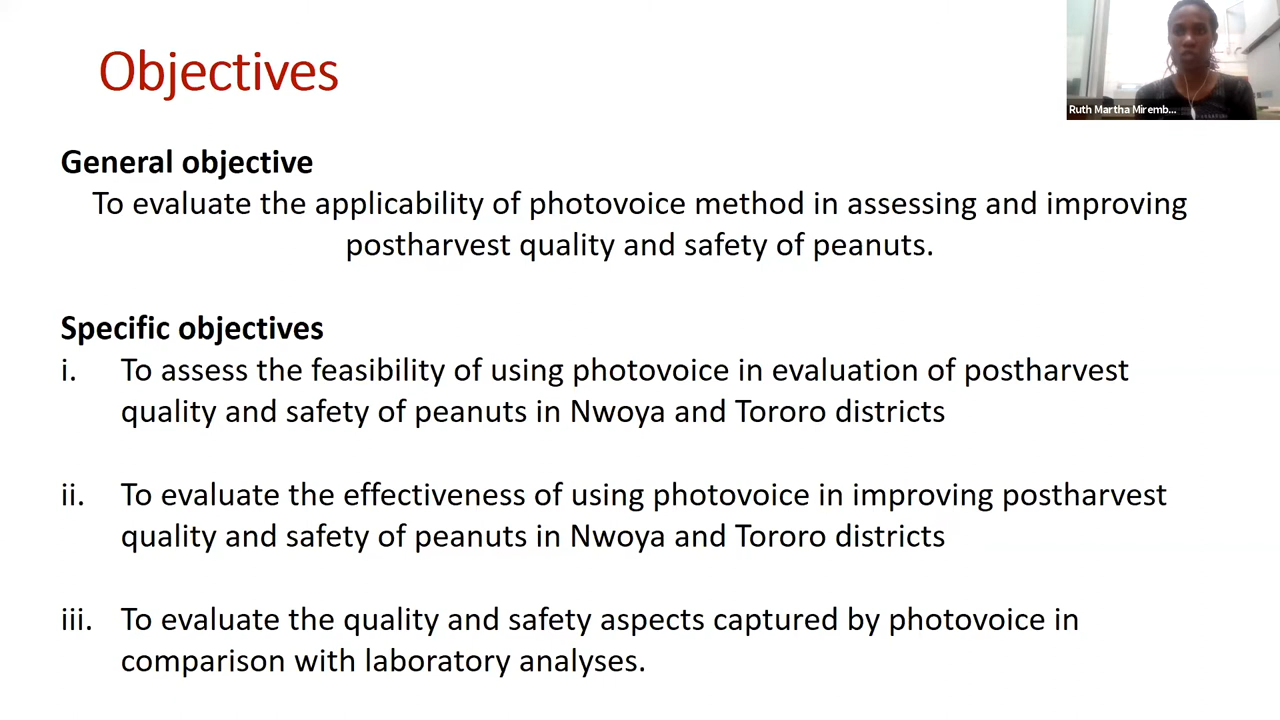 Objectives
Ruth Martha Miremb...
General objective
To evaluate the applicability of photovoice method in assessing and improving
postharvest quality and safety of peanuts.
Specific objectives
i. To assess the feasibility of using photovoice in evaluation of postharvest
quality and safety of peanuts in Nwoya and Tororo districts
ii. To evaluate the effectiveness of using photovoice in improving postharvest
quality and safety of peanuts in Nwoya and Tororo districts
iii. To evaluate the quality and safety aspects captured by photovoice in
comparison with laboratory analyses.